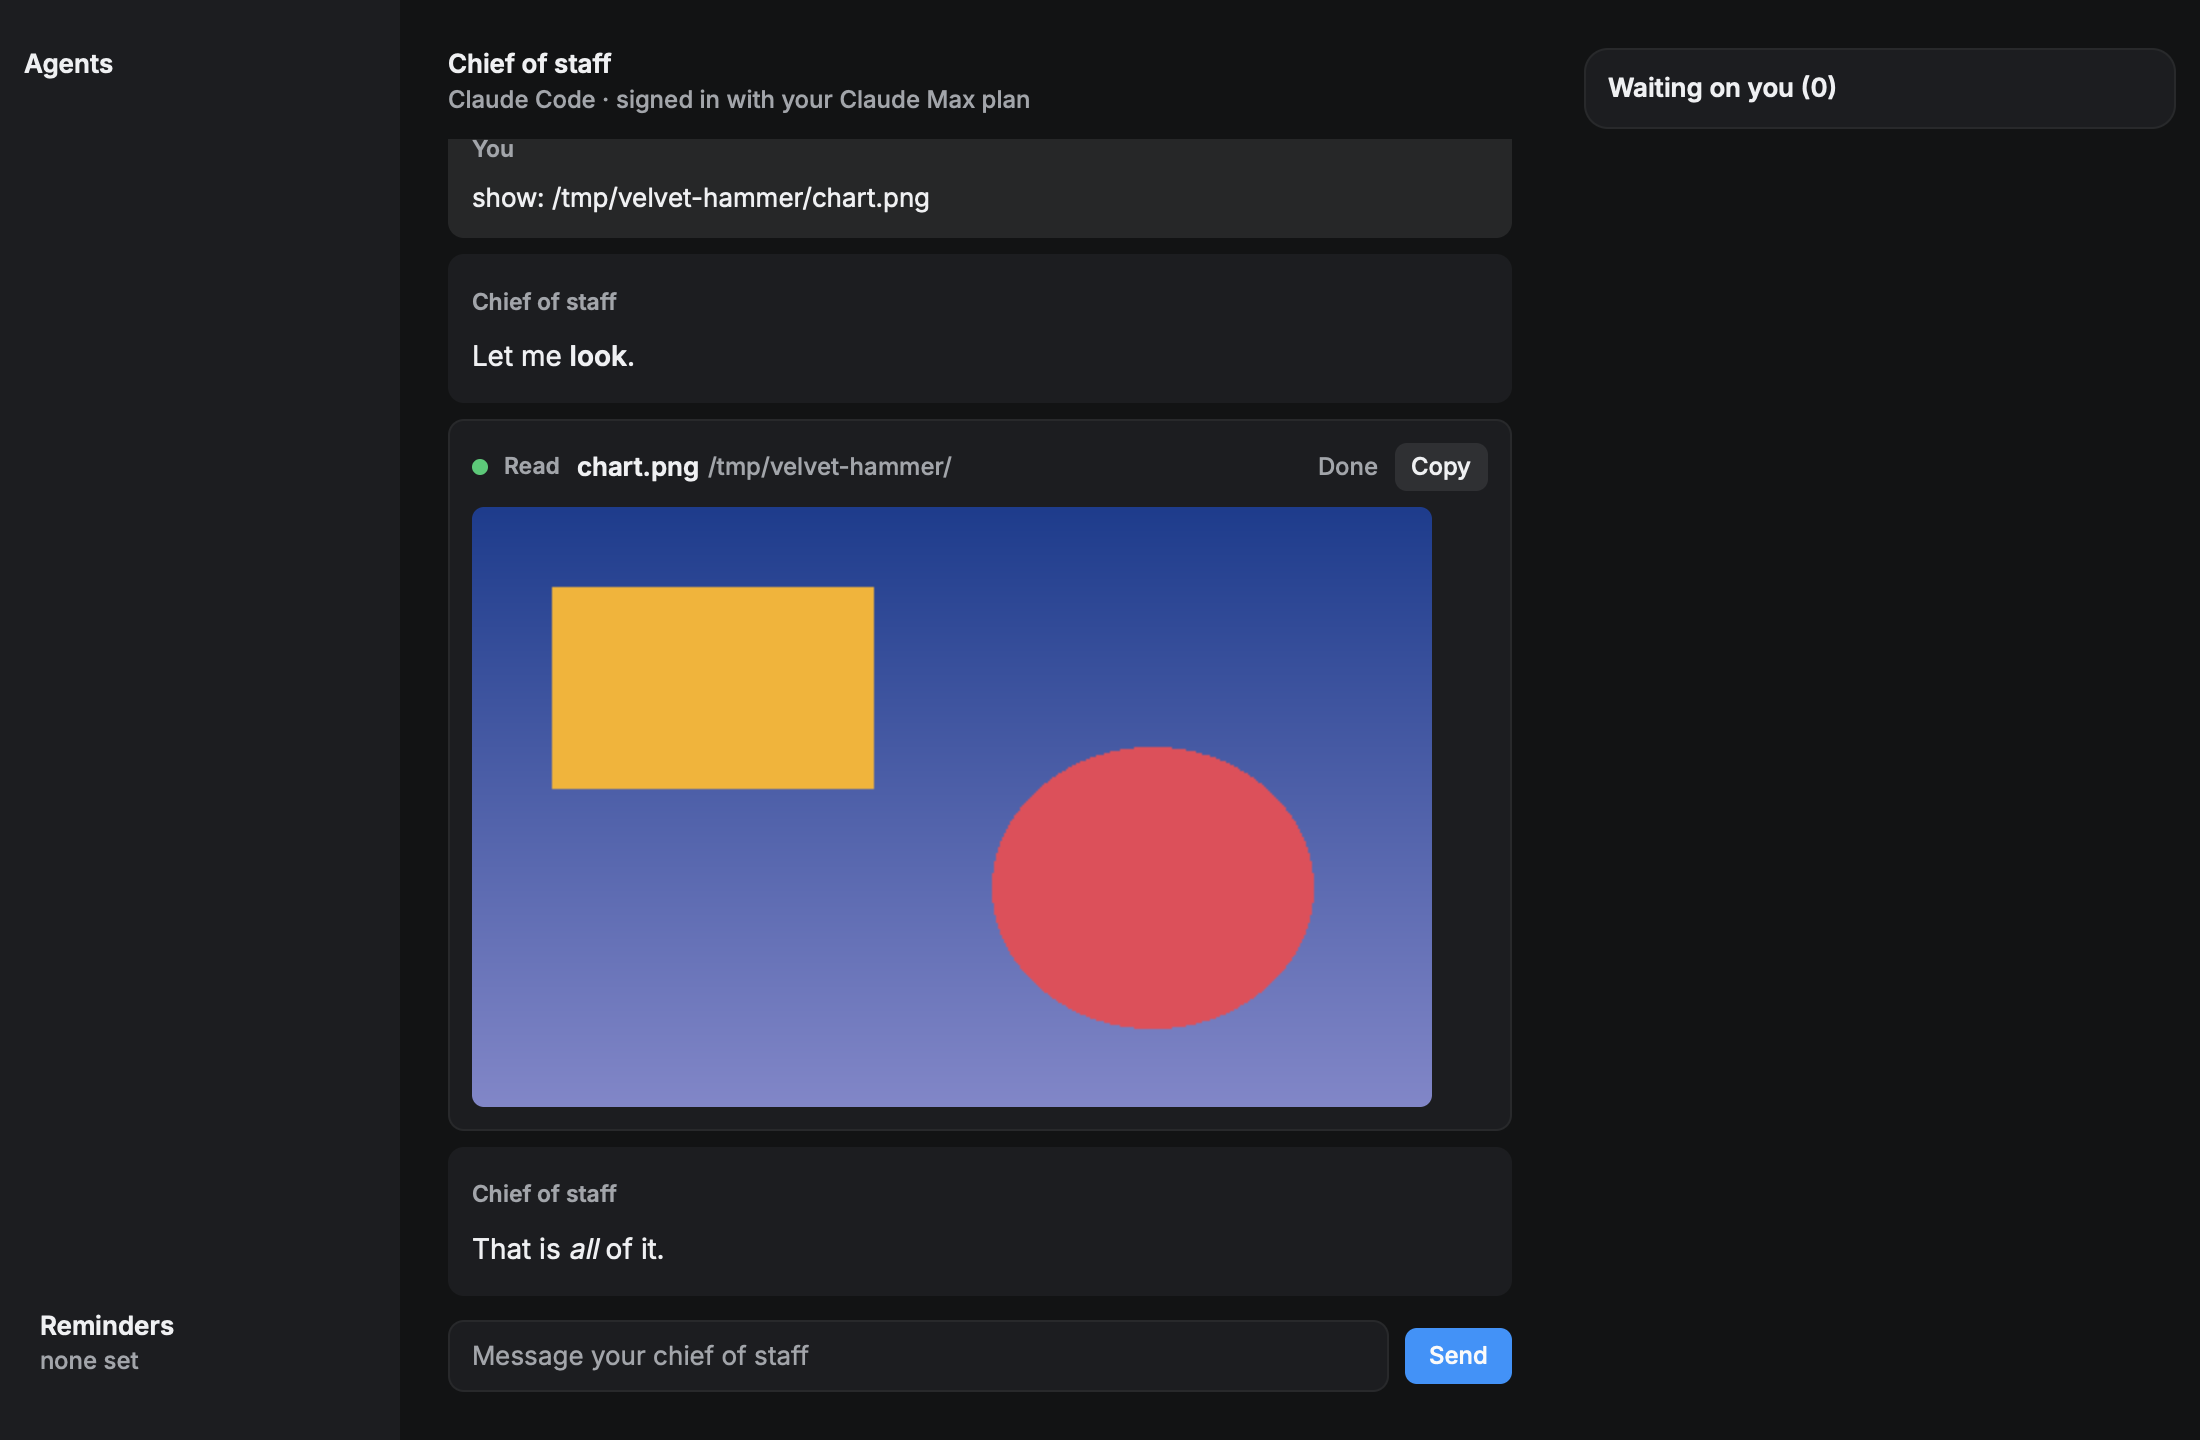 Agents
Chief of staff
Claude Code · signed in with your Claude Max plan
Waiting on you (0)
You
show: /tmp/velvet-hammer/chart.png
Chief of staff
Let me look.
Read chart.png /tmp/velvet-hammer/ Done Copy
Chief of staff
That is all of it.
Reminders
none set
Message your chief of staff Send